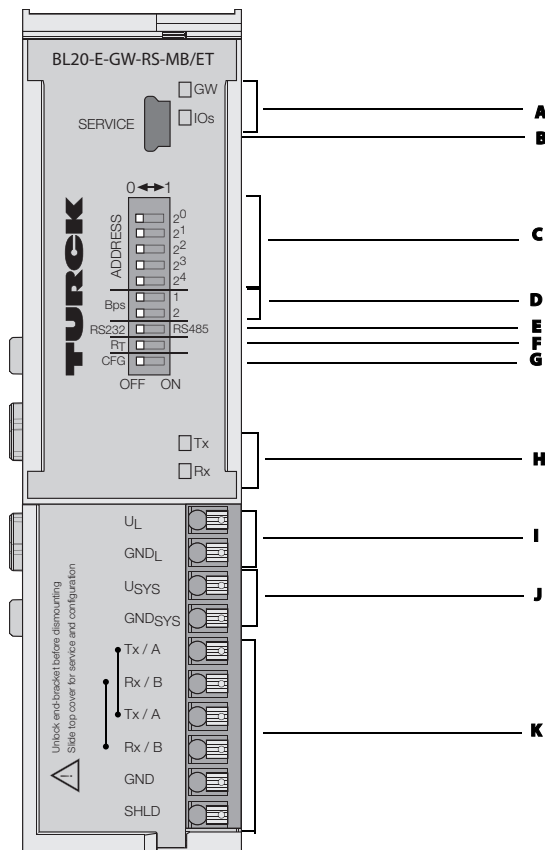 BL20-E-GW-RS-MB/ET
GW
A
SERVICE
IOs
B
0 1
TURCK
ADDRESS
2⁰
2¹
2²
2³
2⁴
C
Bps
1
2
D
RS232
RS485
E
RT
F
CFG
G
OFF ON
Tx
Rx
H
UL
GNDL
I
USYS
GNDSYS
J
Tx / A
Rx / B
Tx / A
Rx / B
GND
SHLD
K
Unlock end-bracket before dismounting
Slide top cover for service and configuration